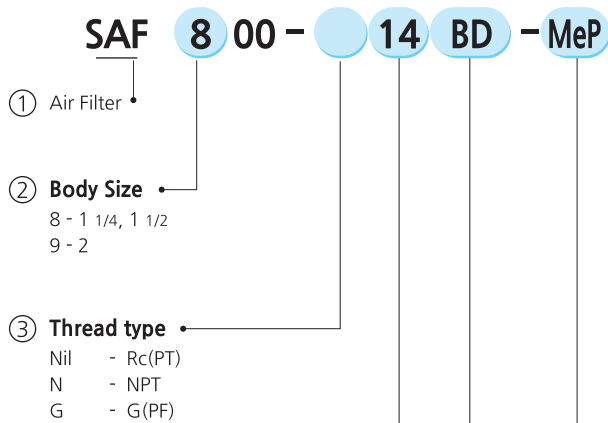 SAF 8 00 - 14 BD - MeP
① Air Filter
② Body Size
8 - 1 1/4, 1 1/2
9 - 2
③ Thread type
Nil - Rc(PT)
N - NPT
G - G(PF)